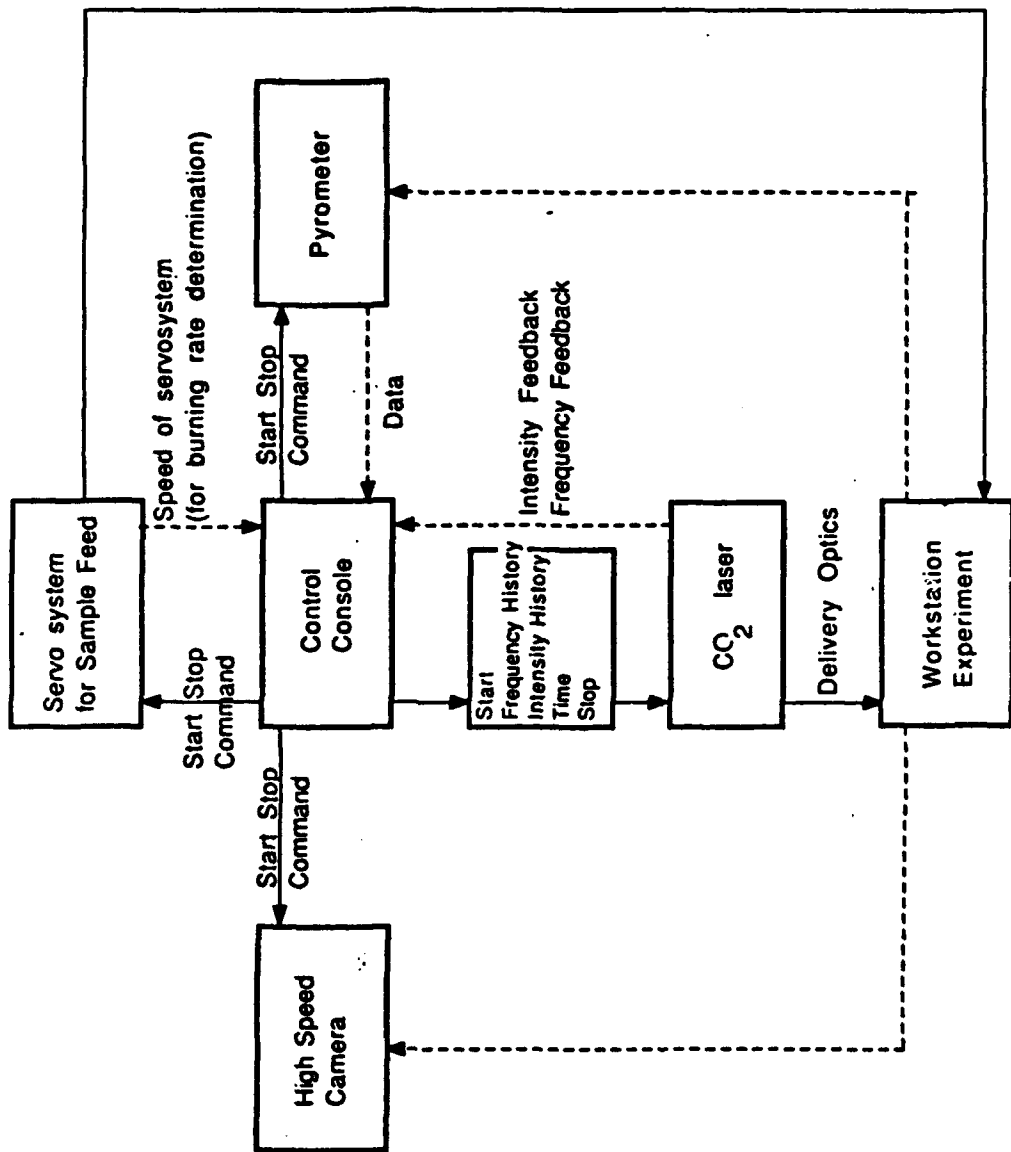 Servo system
for Sample Feed
Speed of servosystem
(for burning rate determination)
Start Stop
Command
High Speed
Camera
Start Stop
Command
Control
Console
Start Stop
Command
Data
Pyrometer
Start
Frequency History
Intensity History
Time
Stop
Intensity Feedback
Frequency Feedback
CO2 laser
Delivery Optics
Workstation
Experiment